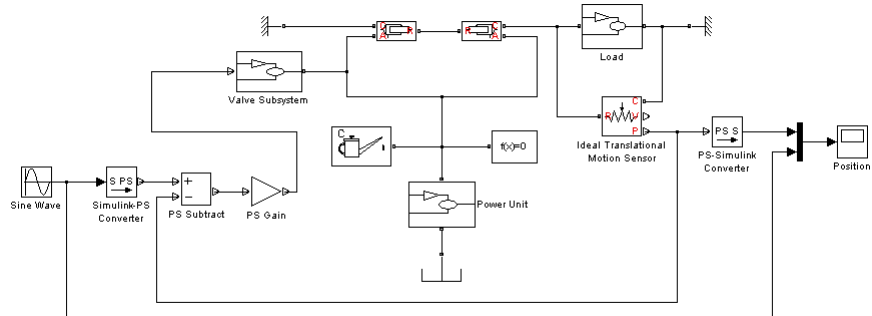 C
A
R
R
C
A
Load
Valve Subsystem
C
R
V
P
Ideal Translational
Motion Sensor
PS S
PS-Simulink
Converter
Position
C
f(x)=0
Sine Wave
S PS
Simulink-PS
Converter
+
−
PS Subtract
PS Gain
Power Unit